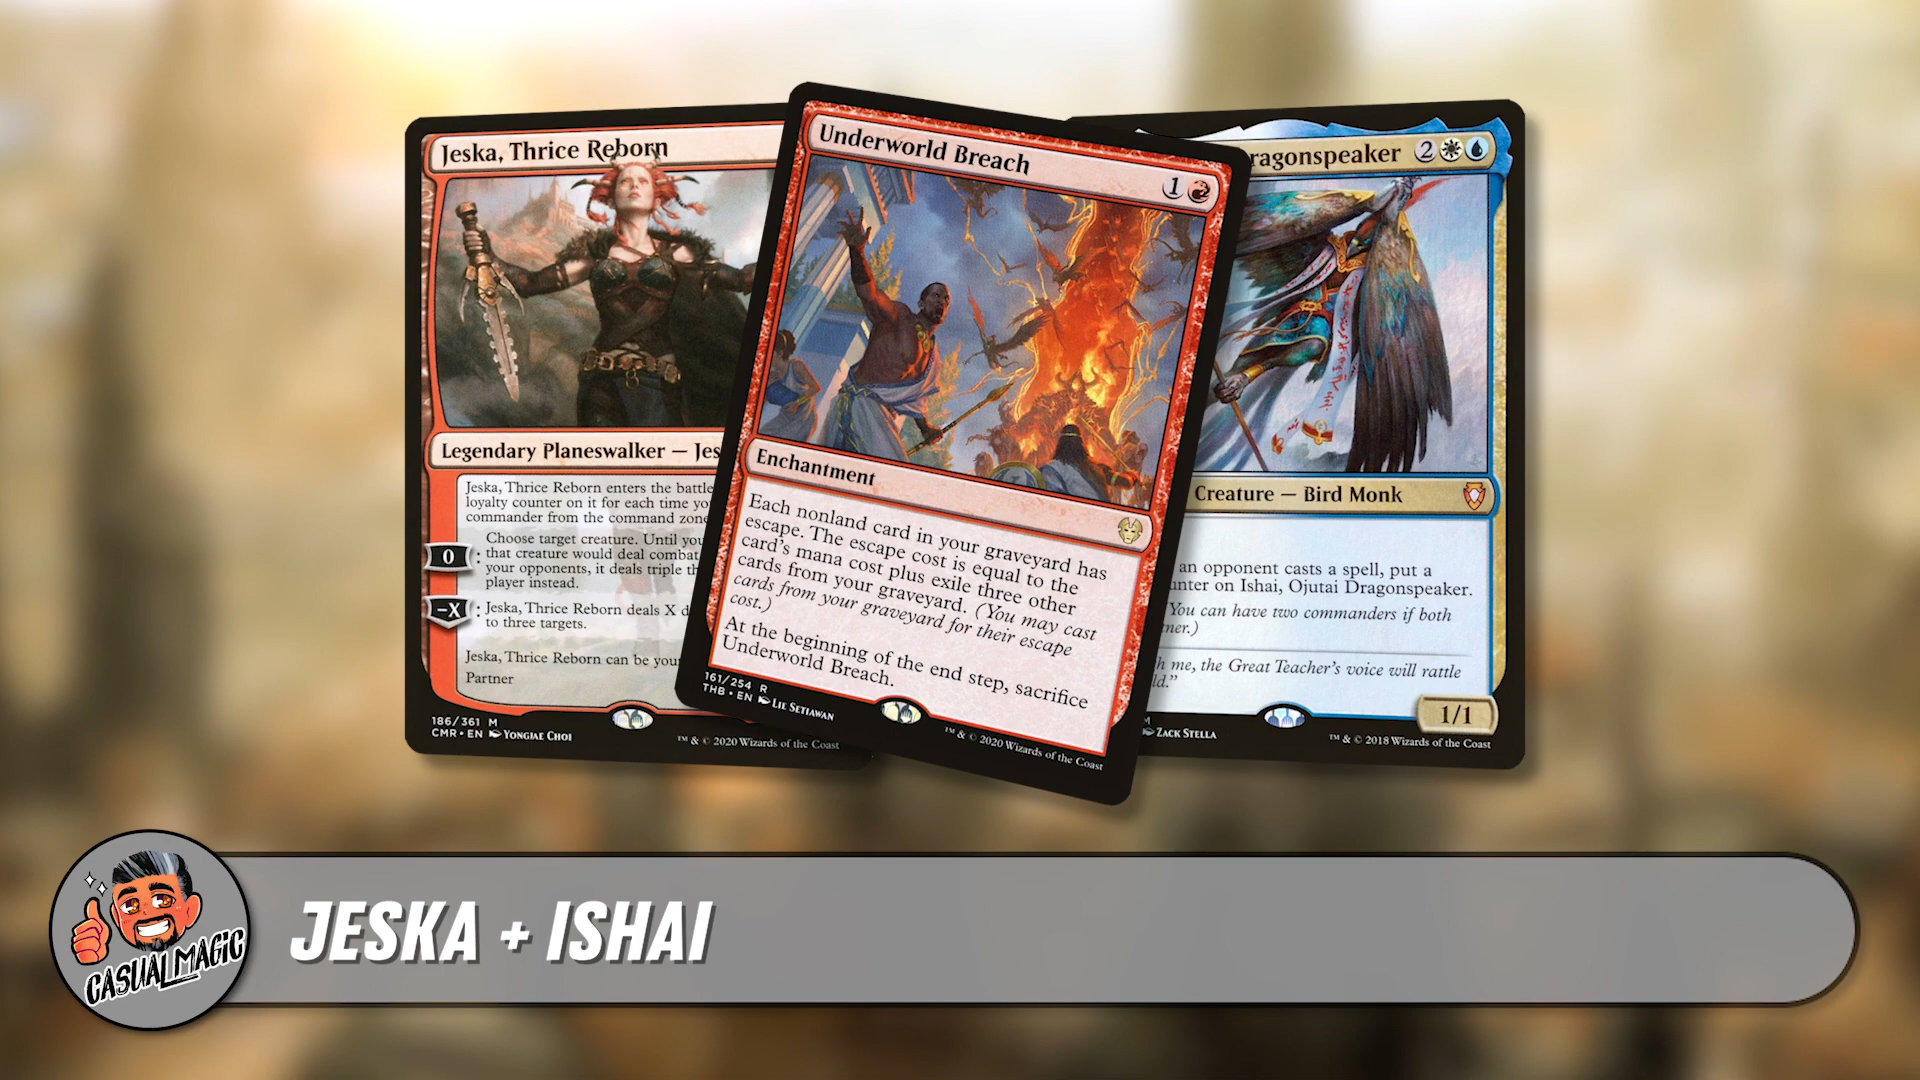 Jeska, Thrice Reborn
Legendary Planeswalker — Jes
Jeska, Thrice Reborn enters the battle
loyalty counter on it for each time yo
commander from the command zone
0 : Choose target creature. Until you
that creature would deal combat
your opponents, it deals triple th
player instead.
−X : Jeska, Thrice Reborn deals X d
to three targets.
Jeska, Thrice Reborn can be you
Partner
186/361 M
CMR • EN Yongjae Choi
™ & © 2020 Wizards of the Coast
Underworld Breach
1
Enchantment
Each nonland card in your graveyard has
escape. The escape cost is equal to the
card's mana cost plus exile three other
cards from your graveyard. (You may cast
cards from your graveyard for their escape
cost.)
At the beginning of the end step, sacrifice
Underworld Breach.
161/254 R
THB • EN Lie Setiawan
™ & © 2020 Wizards of the Coast
ragonspeaker 2
Creature — Bird Monk
an opponent casts a spell, put a
nter on Ishai, Ojutai Dragonspeaker.
You can have two commanders if both
ner.)
h me, the Great Teacher's voice will rattle
ld."
1/1
M
Zack Stella
™ & © 2018 Wizards of the Coast
CASUAL MAGIC
JESKA + ISHAI